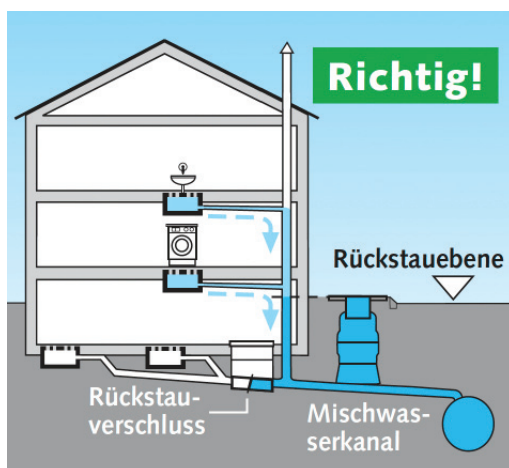 Richtig!
Rückstauebene
Rückstau-
verschluss
Mischwas-
serkanal